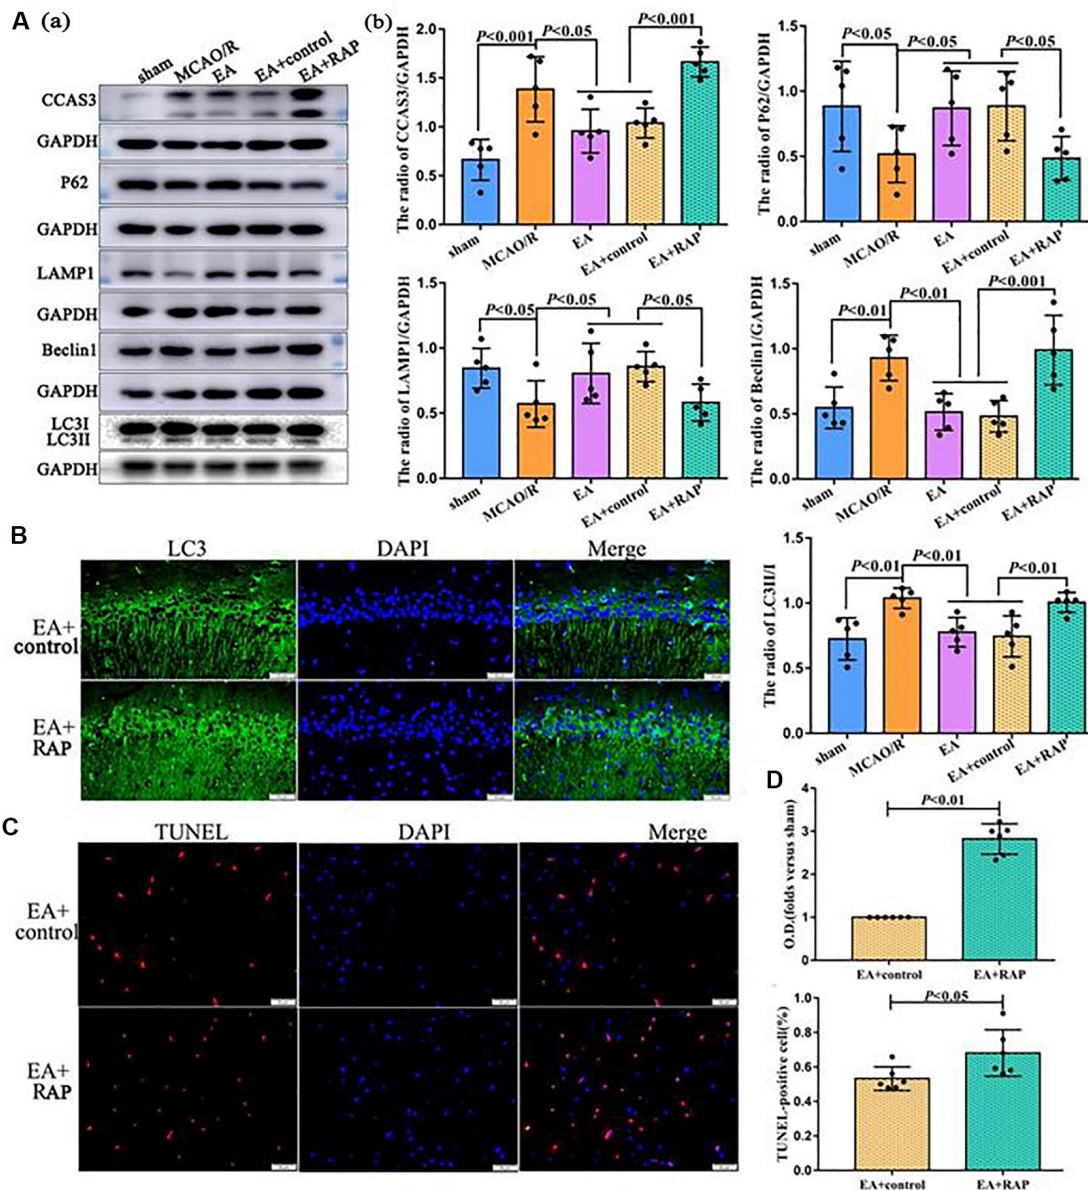 A (a)
sham
MCAO/R
EA
EA+control
EA+RAP
CCAS3
GAPDH
P62
GAPDH
LAMP1
GAPDH
Beclin1
GAPDH
LC3I
LC3II
GAPDH
(b)
The radio of CCAS3/GAPDH
2.0
1.5
1.0
0.5
0.0
P<0.001
P<0.05
P<0.001
sham
MCAO/R
EA
EA+control
EA+RAP
The radio of P62/GAPDH
1.5
1.0
0.5
0.0
P<0.05
P<0.05
P<0.05
sham
MCAO/R
EA
EA+control
EA+RAP
The radio of LAMP1/GAPDH
1.5
1.0
0.5
0.0
P<0.05
P<0.05
P<0.05
sham
MCAO/R
EA
EA+control
EA+RAP
The radio of Beclin1/GAPDH
1.5
1.0
0.5
0.0
P<0.01
P<0.01
P<0.001
sham
MCAO/R
EA
EA+control
EA+RAP
The radio of LC3II/I
1.5
1.0
0.5
0.0
P<0.01
P<0.01
P<0.01
sham
MCAO/R
EA
EA+control
EA+RAP
B
LC3 DAPI Merge
EA+
control
EA+
RAP
C
TUNEL DAPI Merge
EA+
control
EA+
RAP
D
O.D.(folds versus sham)
4
3
2
1
0
P<0.01
EA+control EA+RAP
TUNEL-positive cell(%)
1.0
0.8
0.6
0.4
0.2
0.0
P<0.05
EA+control EA+RAP